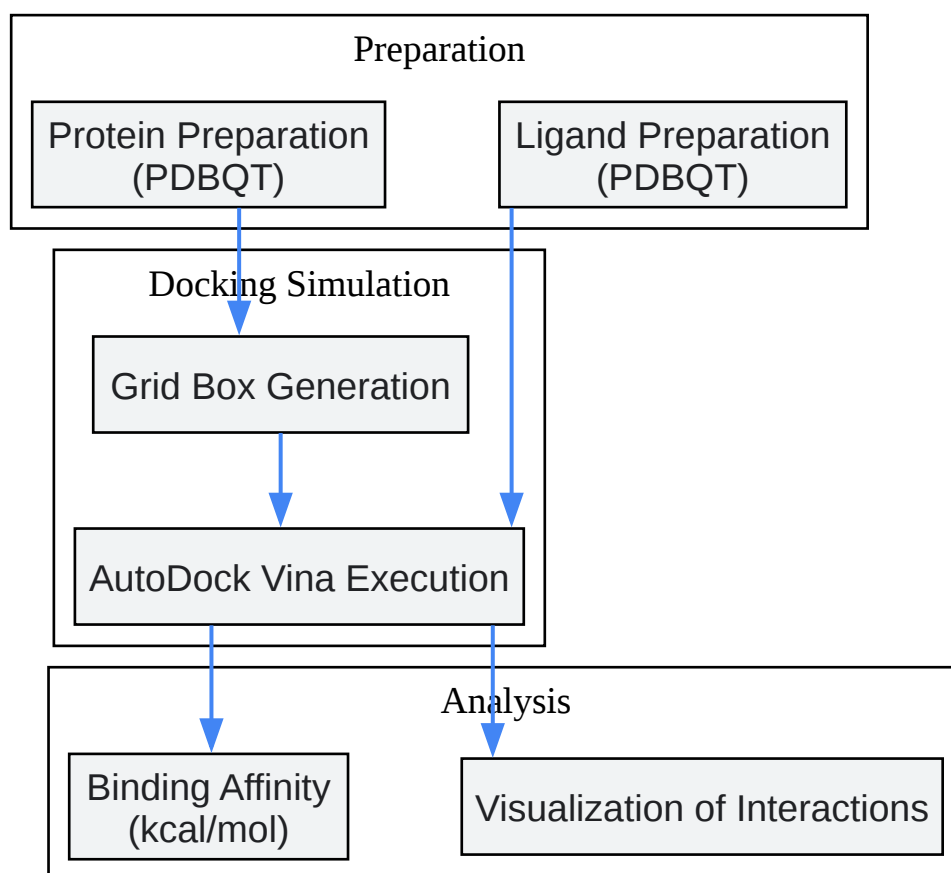 Preparation
Protein Preparation
(PDBQT)
Ligand Preparation
(PDBQT)
Docking Simulation
Grid Box Generation
AutoDock Vina Execution
Analysis
Binding Affinity
(kcal/mol)
Visualization of Interactions